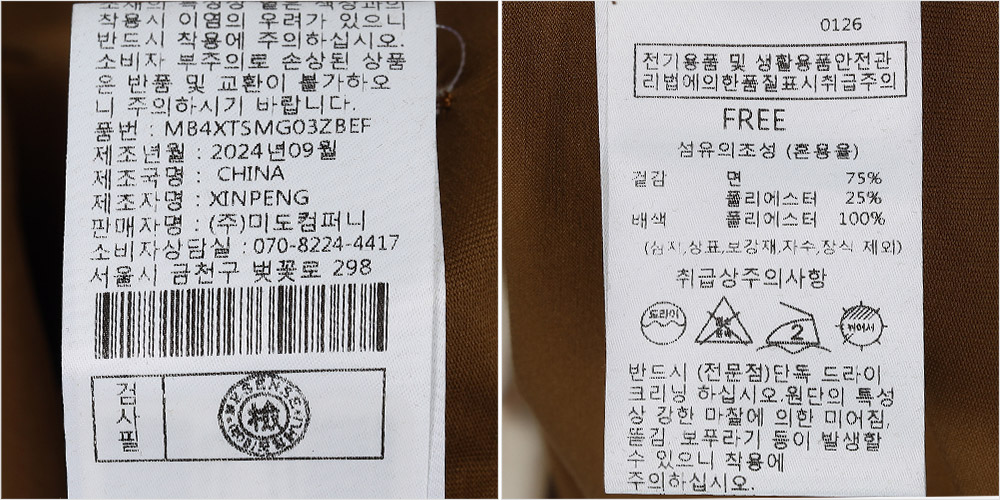 소재의 특성상 같은 색상과의
착용시 이염의 우려가 있으니
반드시 착용에 주의하십시오.
소비자 부주의로 손상된 상품
은 반품 및 교환이 불가하오
니 주의하시기 바랍니다.
품번 : MB4XTSMG03ZBEF
제조년월 : 2024년09월
제조국명 : CHINA
제조자명 : XINPENG
판매자명 : (주)미도컴퍼니
소비자상담실 : 070-8224-4417
서울시 금천구 벚꽃로 298
검사필
檢
0126
전기용품 및 생활용품안전관
리법에의한품질표시취급주의
FREE
섬유의조성 (혼용율)
겉감 면 75%
폴리에스터 25%
배색 폴리에스터 100%
(심지,상표,보강재,자수,장식 제외)
취급상주의사항
드라이
염소표백
2
뉘어서
반드시 (전문점)단독 드라이
크리닝 하십시오.원단의 특성
상 강한 마찰에 의한 미어짐,
뜯김 보푸라기 등이 발생할
수 있으니 착용에
주의하십시오.